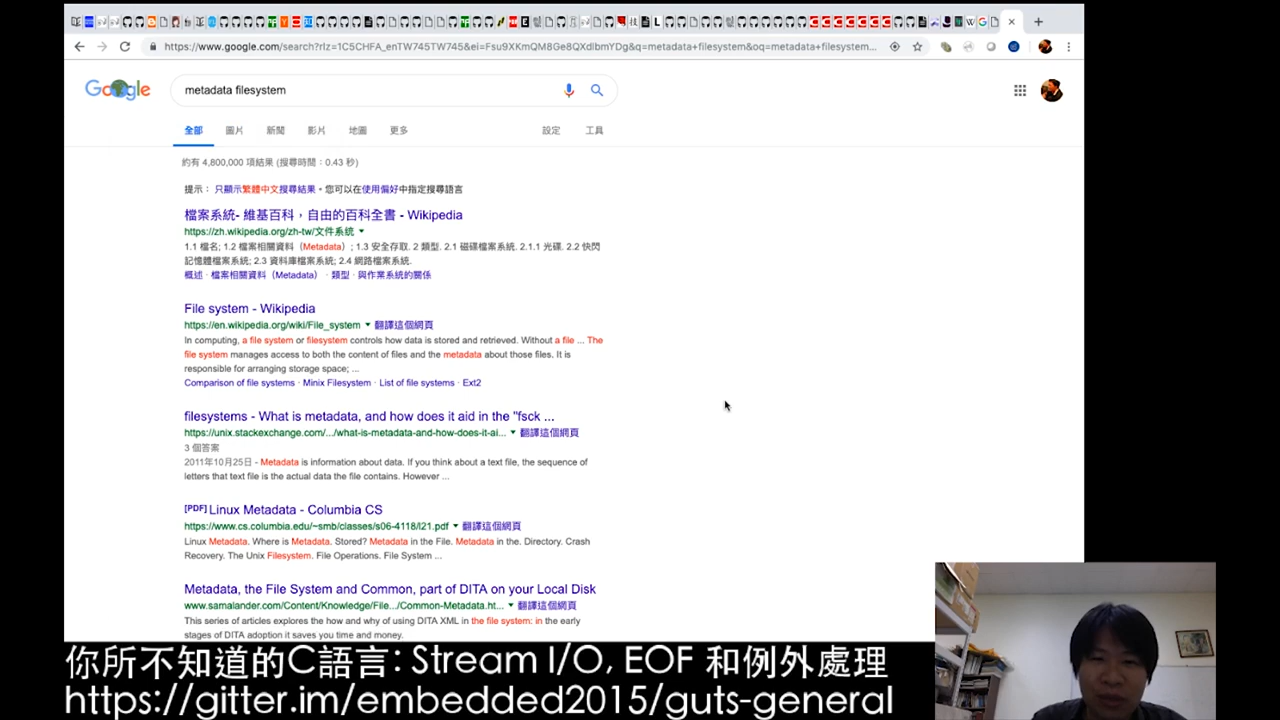 https://www.google.com/search?rlz=1C5CHFA_enTW745TW745&ei=Fsu9XKmQM8Ge8QXdlbmYDg&q=metadata+filesystem&oq=metadata+filesystem...
Google
metadata filesystem
全部 圖片 新聞 影片 地圖 更多 設定 工具
約有 4,800,000 項結果 (搜尋時間：0.43 秒)
提示： 只顯示繁體中文搜尋結果。您可以在使用偏好中指定搜尋語言
檔案系統- 維基百科，自由的百科全書 - Wikipedia
https://zh.wikipedia.org/zh-tw/文件系統
1.1 檔名; 1.2 檔案相關資料（Metadata）; 1.3 安全存取. 2 類型. 2.1 磁碟檔案系統. 2.1.1 光碟. 2.2 快閃
記憶體檔案系統; 2.3 資料庫檔案系統; 2.4 網路檔案系統.
概述 · 檔案相關資料（Metadata） · 類型 · 與作業系統的關係
File system - Wikipedia
https://en.wikipedia.org/wiki/File_system 翻譯這個網頁
In computing, a file system or filesystem controls how data is stored and retrieved. Without a file ... The
file system manages access to both the content of files and the metadata about those files. It is
responsible for arranging storage space; ...
Comparison of file systems · Minix Filesystem · List of file systems · Ext2
filesystems - What is metadata, and how does it aid in the "fsck ...
https://unix.stackexchange.com/.../what-is-metadata-and-how-does-it-ai... 翻譯這個網頁
3 個答案
2011年10月25日 - Metadata is information about data. If you think about a text file, the sequence of
letters that text file is the actual data the file contains. However ...
[PDF] Linux Metadata - Columbia CS
https://www.cs.columbia.edu/~smb/classes/s06-4118/l21.pdf 翻譯這個網頁
Linux Metadata. Where is Metadata. Stored? Metadata in the File. Metadata in the. Directory. Crash
Recovery. The Unix Filesystem. File Operations. File System ...
Metadata, the File System and Common, part of DITA on your Local Disk
www.samalander.com/Content/Knowledge/File.../Common-Metadata.ht... 翻譯這個網頁
This series of articles explores the how and why of using DITA XML in the file system: in the early
stages of DITA adoption it saves you time and money.
你所不知道的C語言: Stream I/O, EOF 和例外處理
https://gitter.im/embedded2015/guts-general